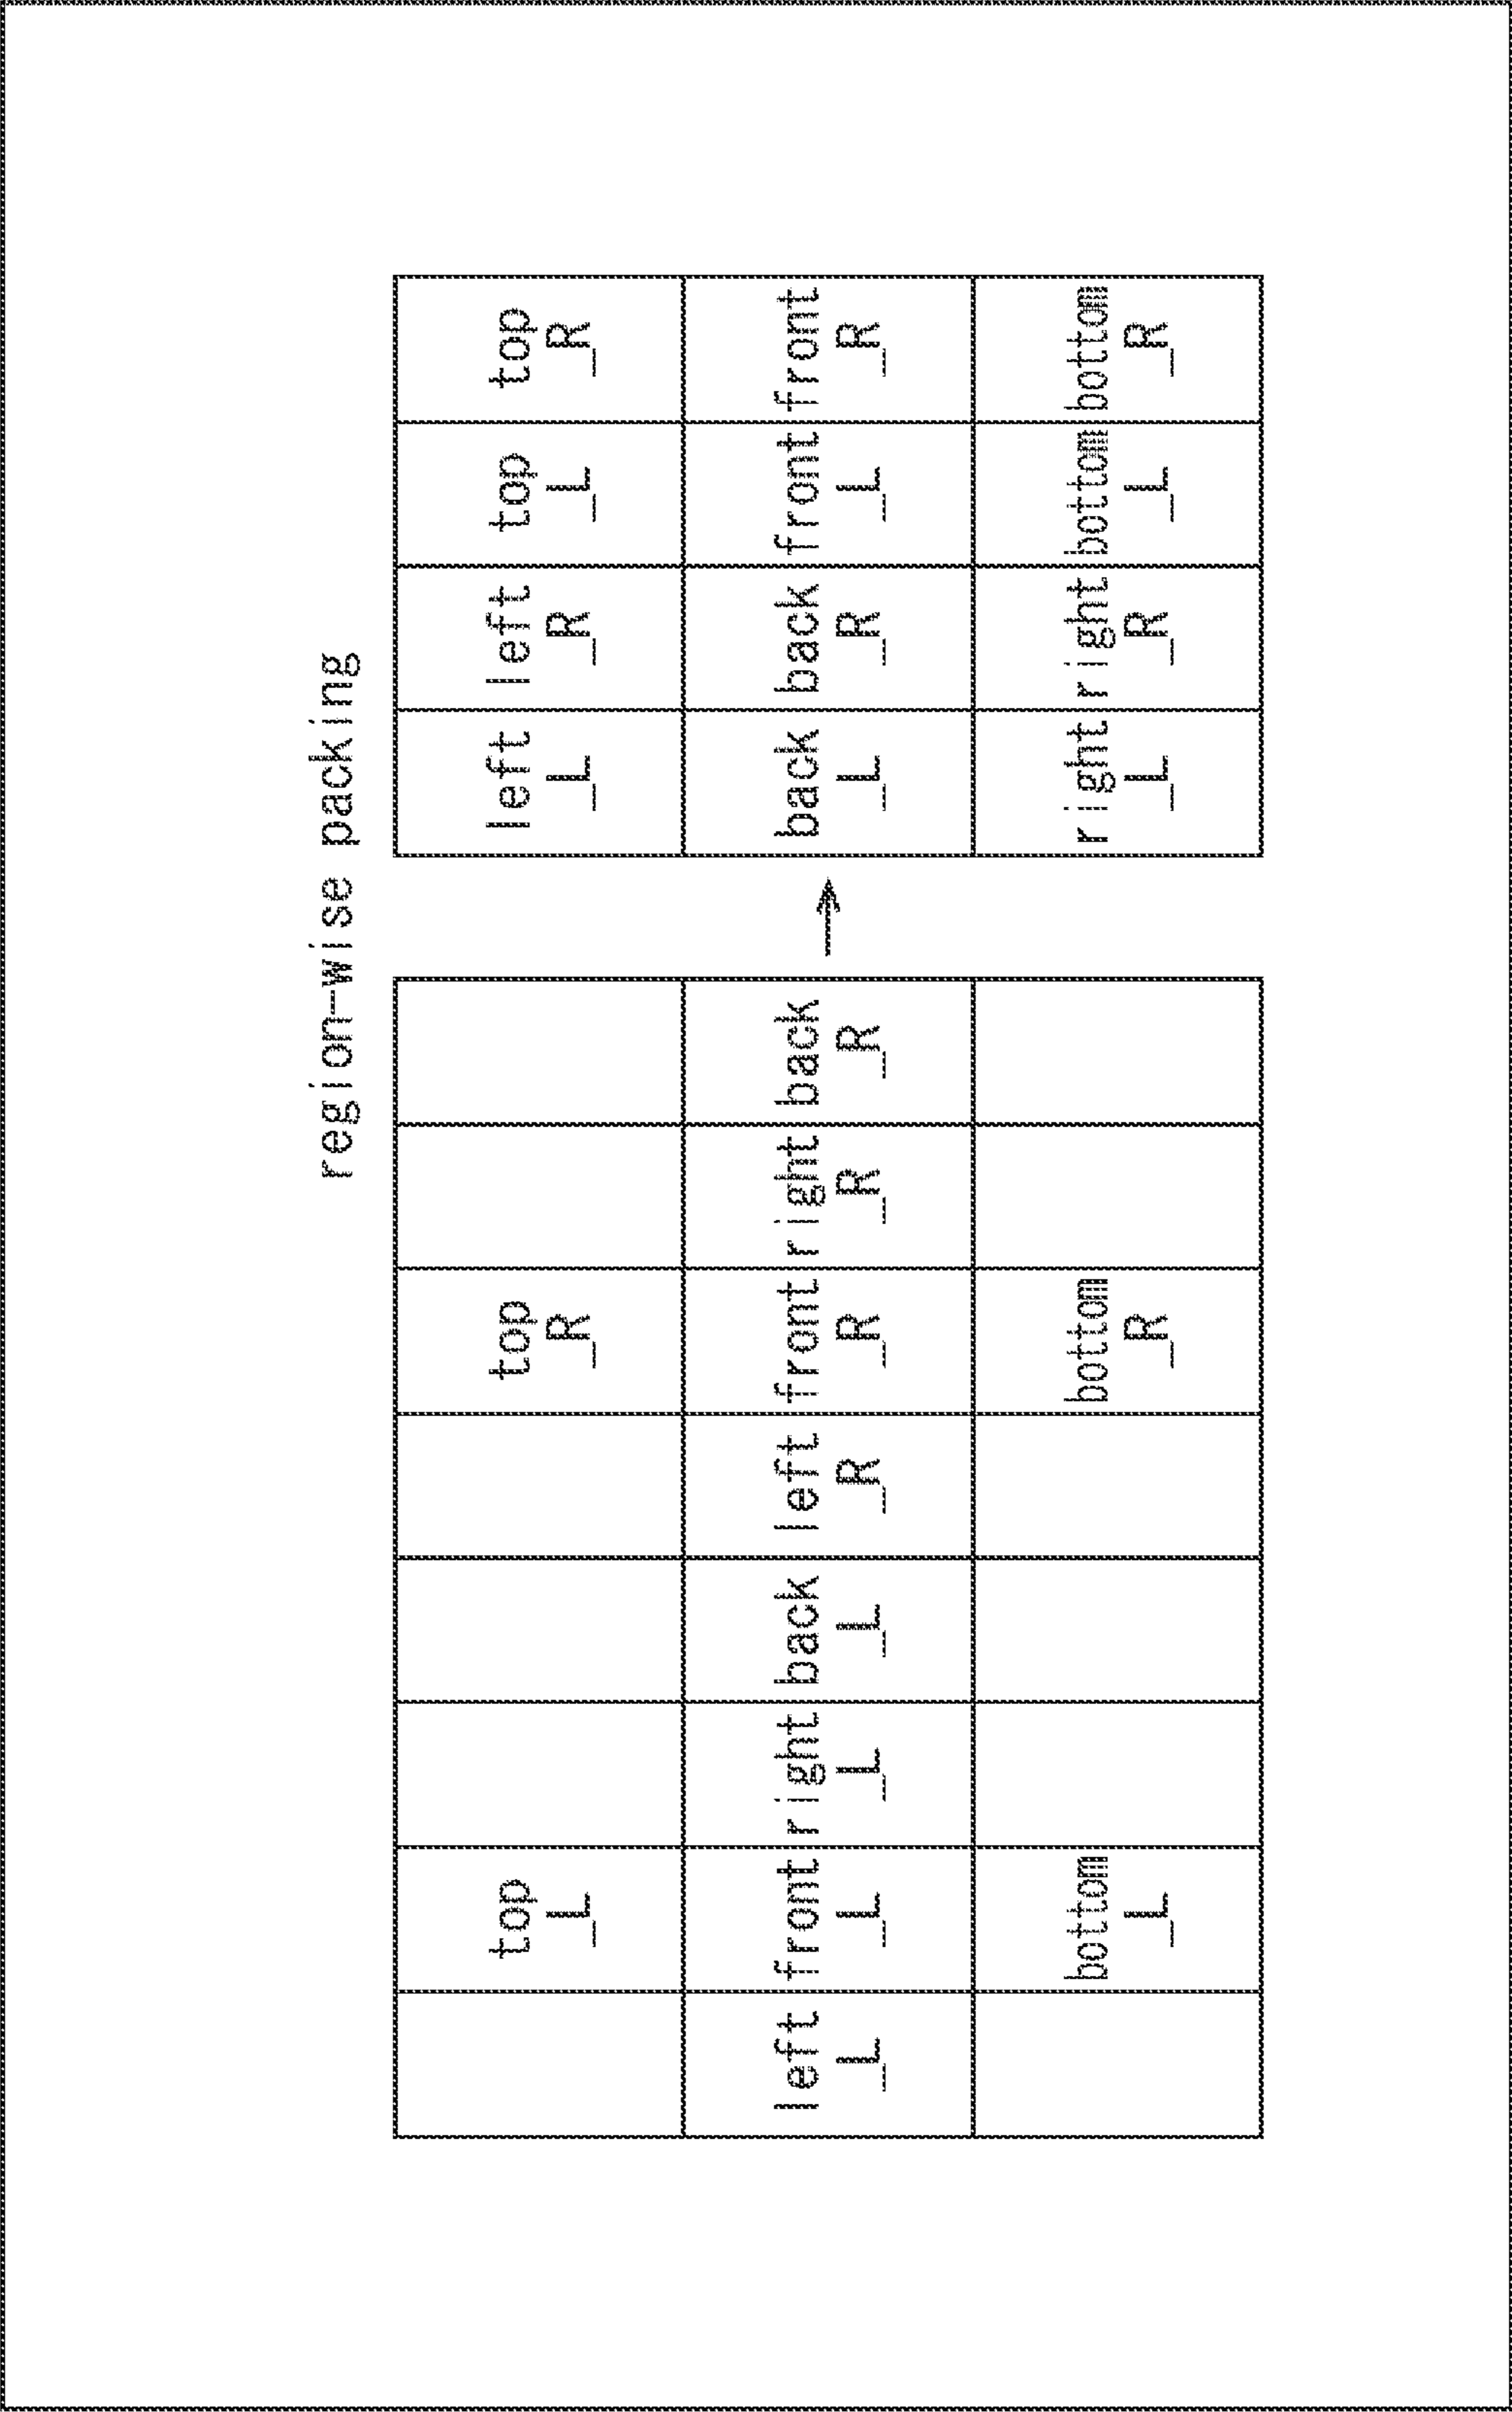 region-wise packing
top_L top_R
left_L front_L right_L back_L left_R front_R right_R back_R
bottom_L bottom_R
left_L left_R top_L top_R
back_L back_R front_L front_R
right_L right_R bottom_L bottom_R